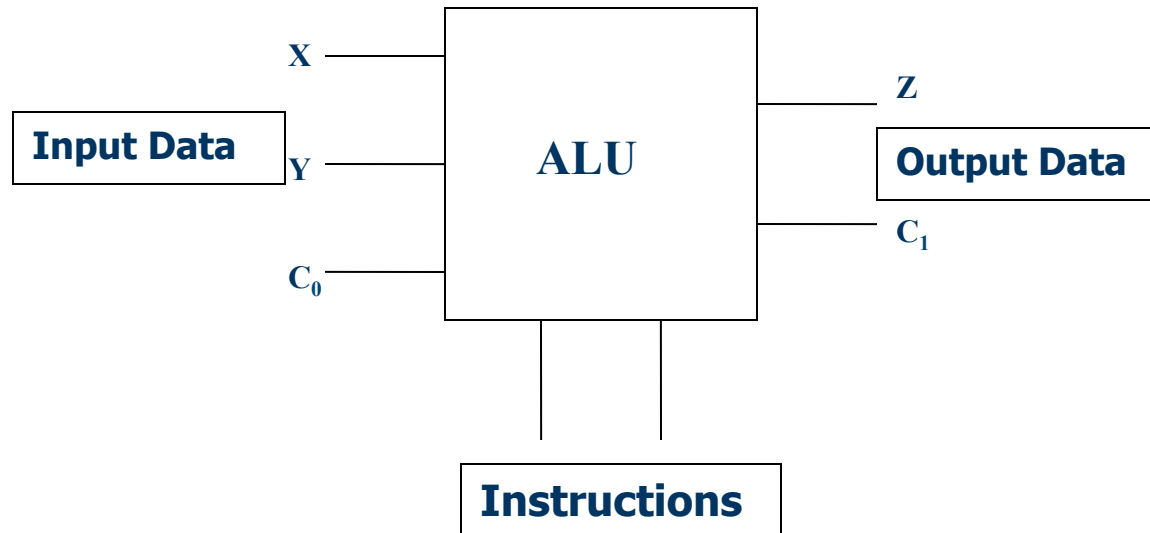 X
Input Data
Y
C₀
ALU
Z
Output Data
C₁
Instructions